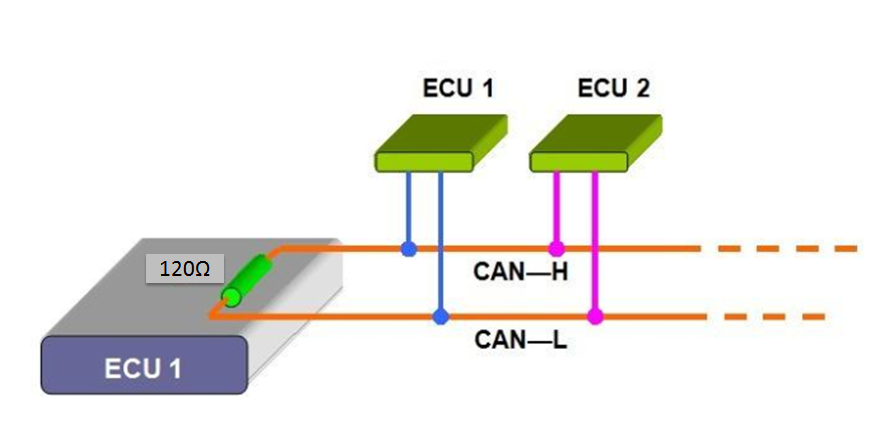 ECU 1
ECU 2
120Ω
CAN—H
CAN—L
ECU 1